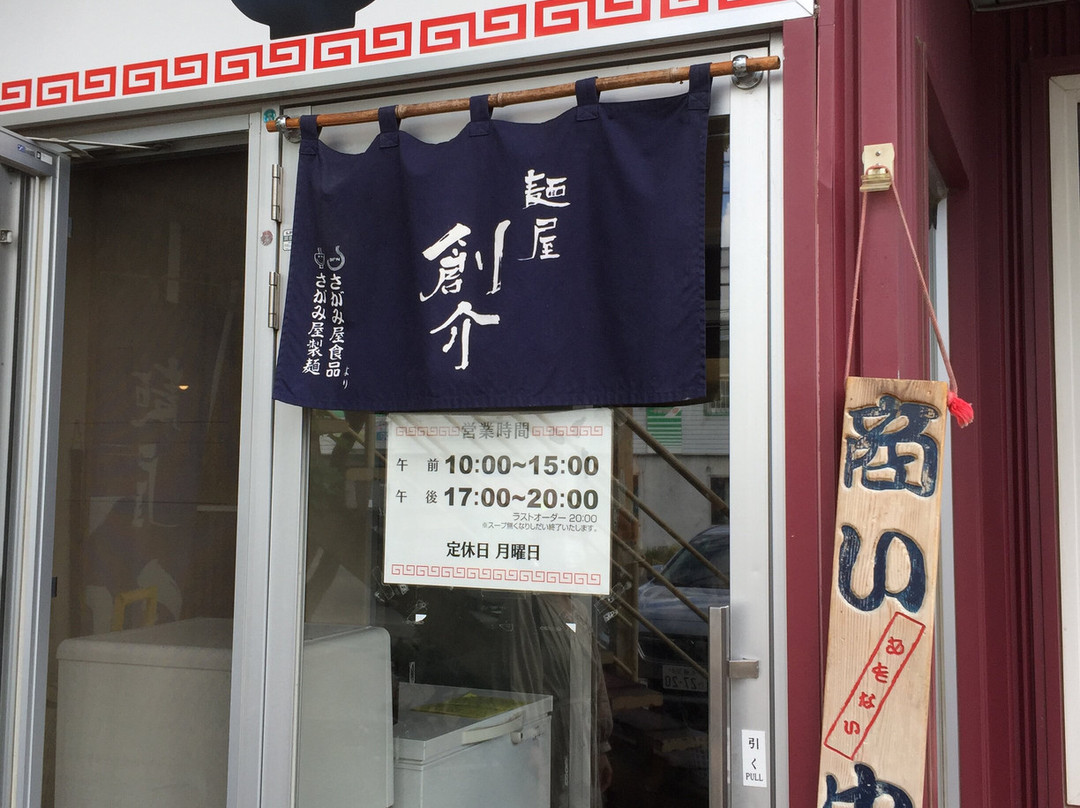 麺屋
創介
さがみ屋食品より
さがみ屋製麺
営業時間
午前 10:00~15:00
午後 17:00~20:00
ラストオーダー 20:00
※スープ無くなりしだい終了いたします。
定休日 月曜日
引く
PULL
商い中
あきない
27-20